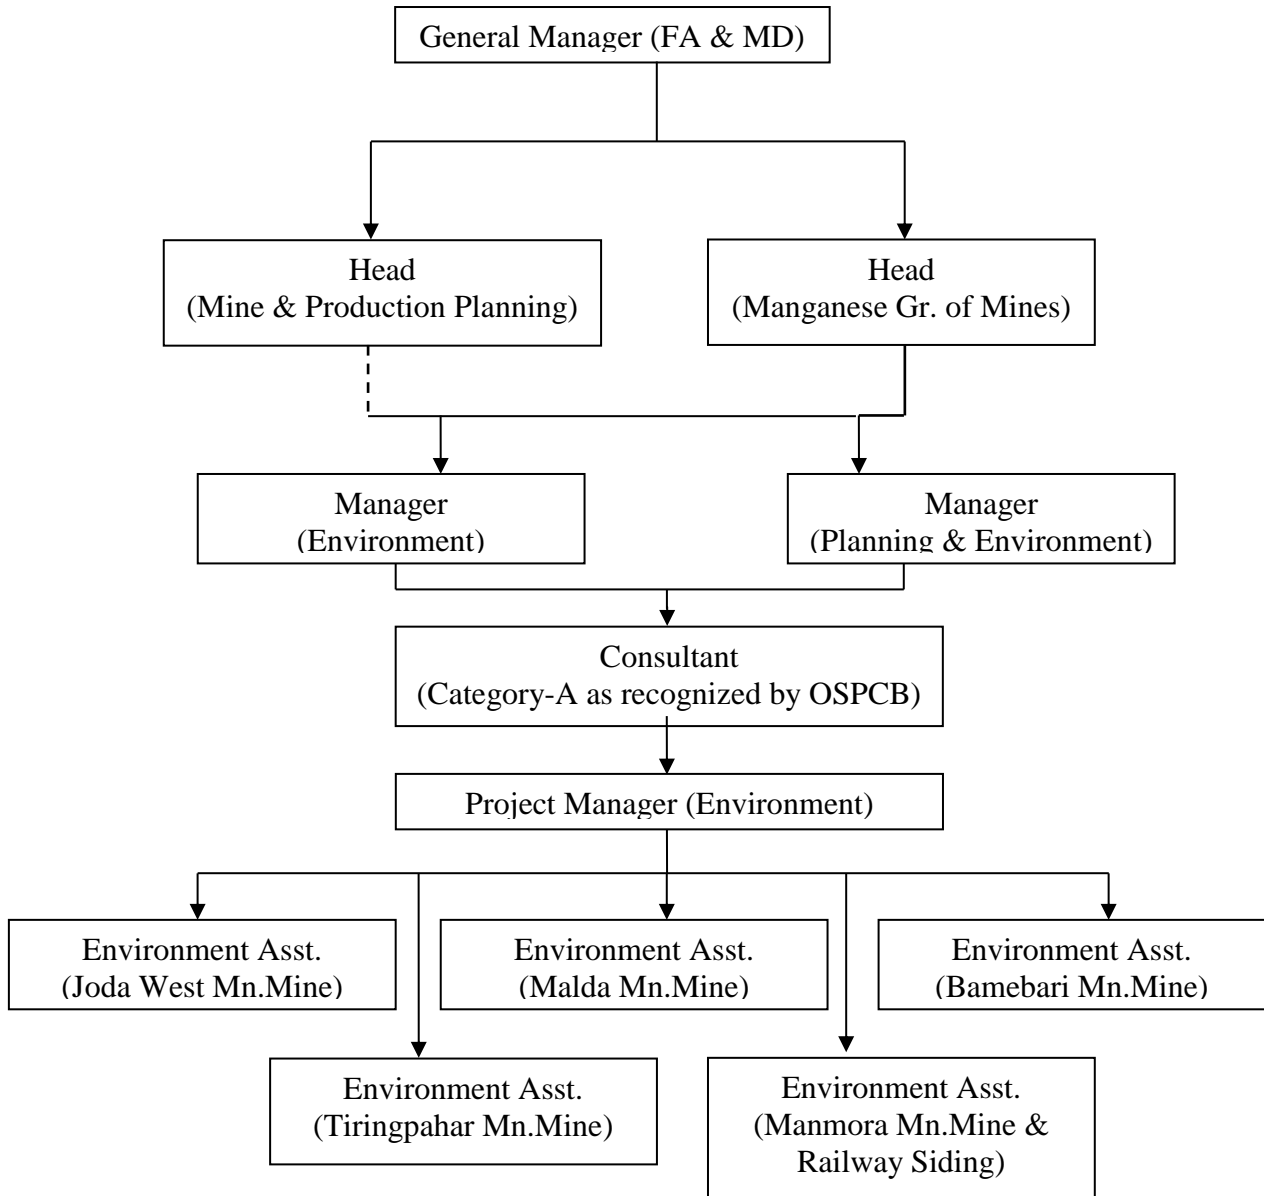 General Manager (FA & MD)
Head
(Mine & Production Planning)
Head
(Manganese Gr. of Mines)
Manager
(Environment)
Manager
(Planning & Environment)
Consultant
(Category-A as recognized by OSPCB)
Project Manager (Environment)
Environment Asst.
(Joda West Mn.Mine)
Environment Asst.
(Malda Mn.Mine)
Environment Asst.
(Bamebari Mn.Mine)
Environment Asst.
(Tiringpahar Mn.Mine)
Environment Asst.
(Manmora Mn.Mine &
Railway Siding)